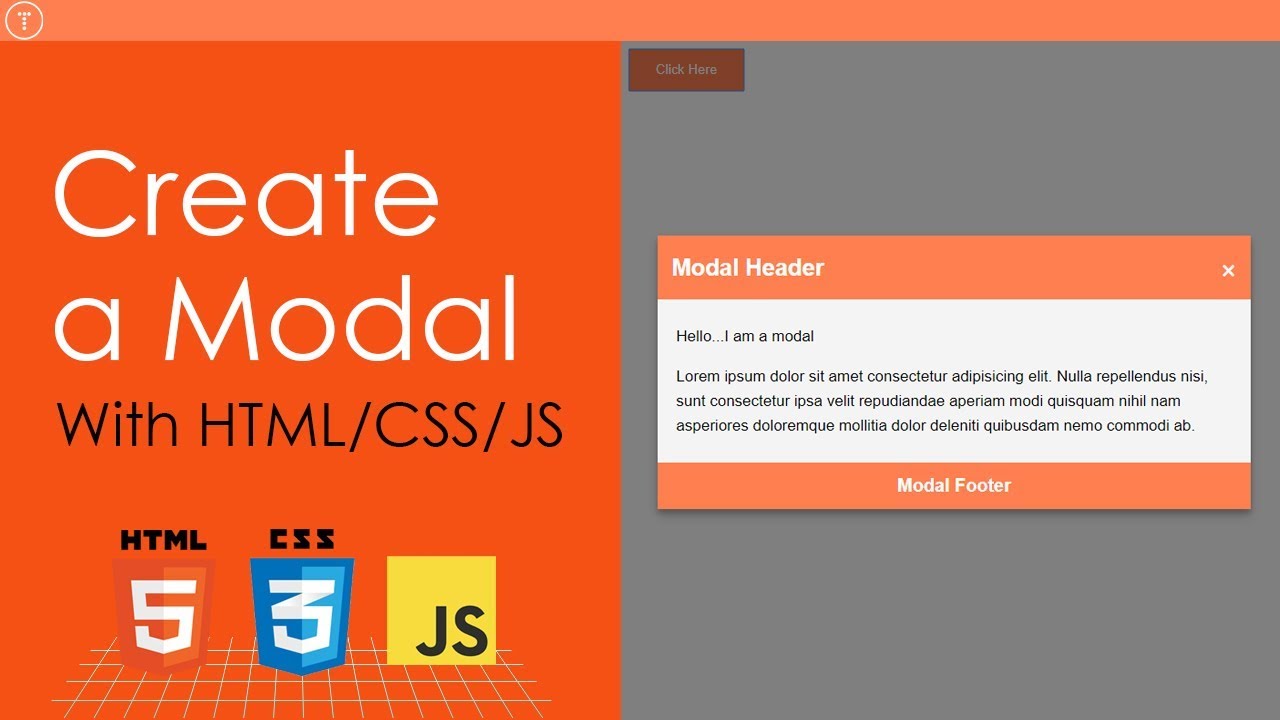 Create
a Modal
With HTML/CSS/JS
HTML
5
CSS
3
JS
Click Here
Modal Header
×
Hello...I am a modal
Lorem ipsum dolor sit amet consectetur adipisicing elit. Nulla repellendus nisi,
sunt consectetur ipsa velit repudiandae aperiam modi quisquam nihil nam
asperiores doloremque mollitia dolor deleniti quibusdam nemo commodi ab.
Modal Footer